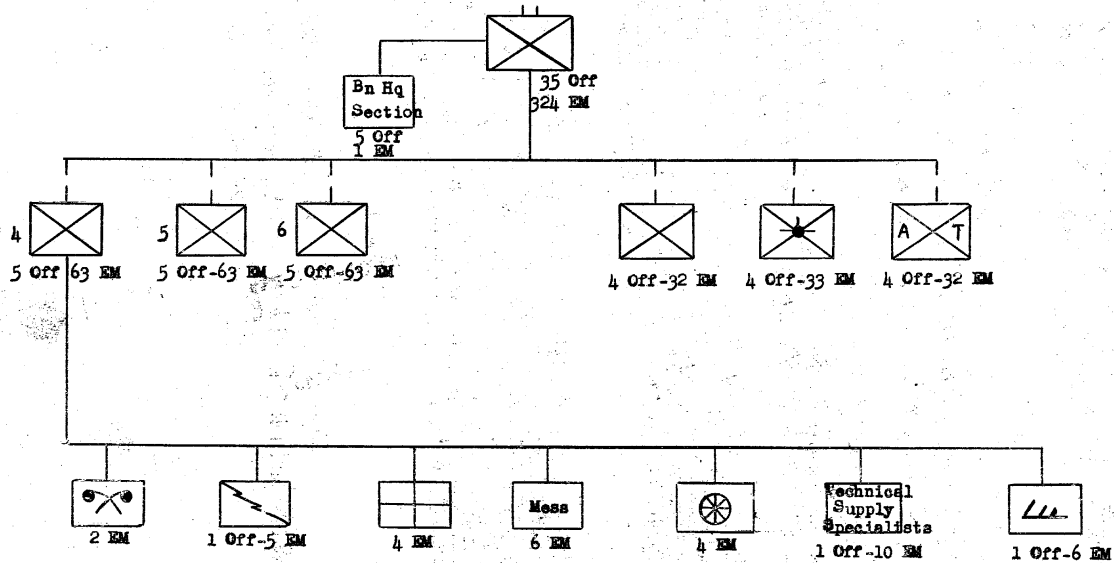 35 Off
324 EM
Bn Hq
Section
5 Off
1 EM
4
5 Off 63 EM
5
5 Off-63 EM
6
5 Off-63 EM
4 Off-32 EM
4 Off-33 EM
A T
4 Off-32 EM
2 EM
1 Off-5 EM
4 EM
Mess
6 EM
4 EM
Technical
Supply
Specialists
1 Off-10 EM
1 Off-6 EM